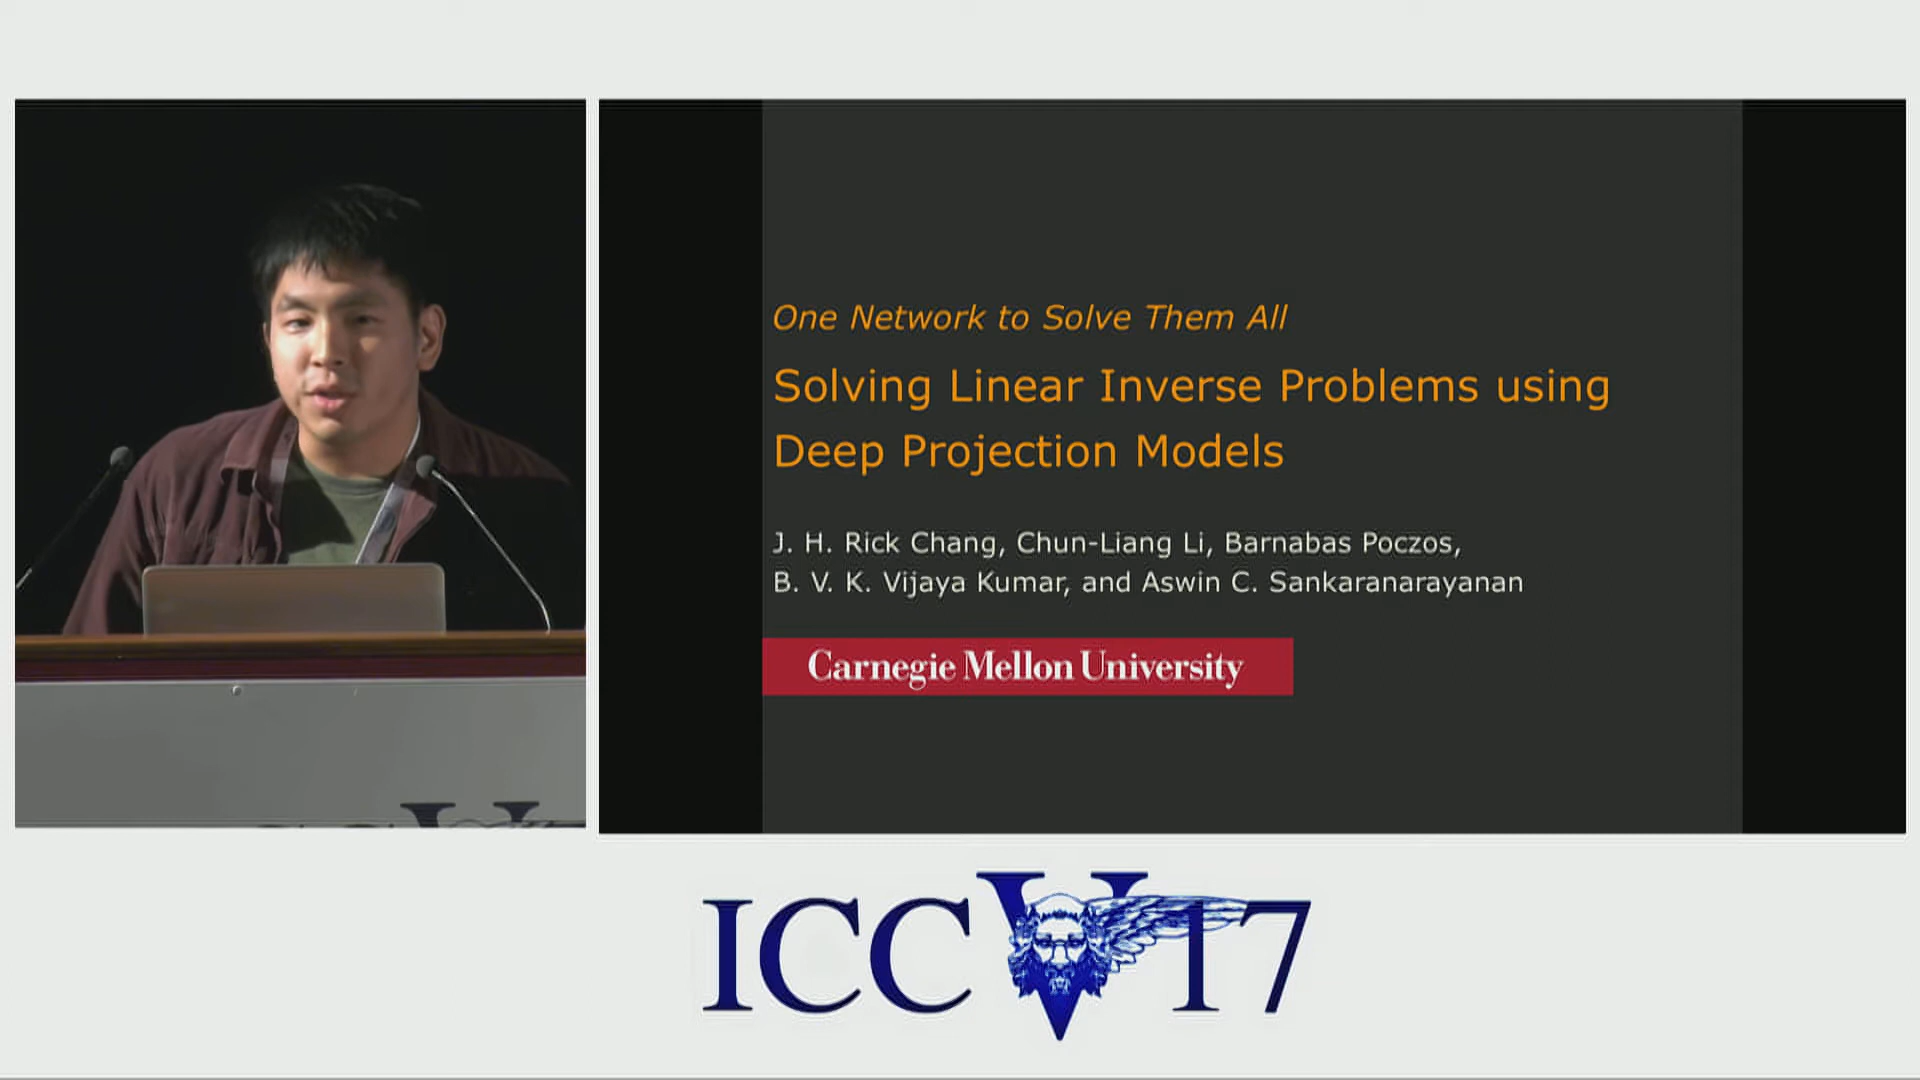 One Network to Solve Them All
Solving Linear Inverse Problems using
Deep Projection Models
J. H. Rick Chang, Chun-Liang Li, Barnabas Poczos,
B. V. K. Vijaya Kumar, and Aswin C. Sankaranarayanan
Carnegie Mellon University
ICCV17